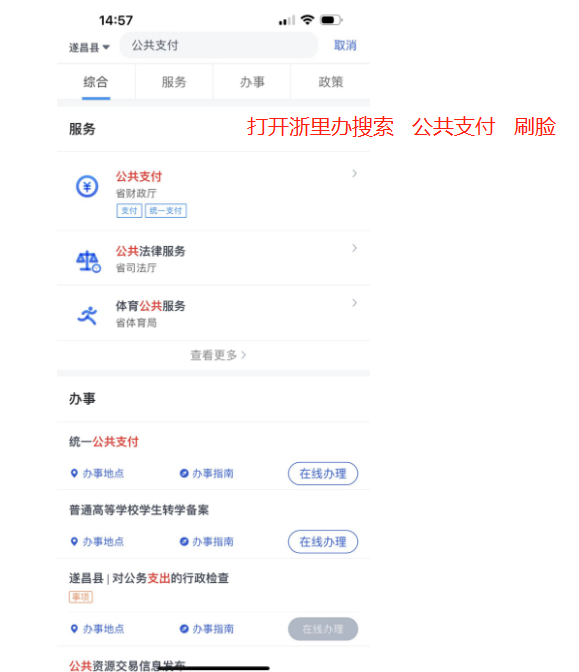 14:57
遂昌县 公共支付 取消
综合 服务 办事 政策
服务
打开浙里办搜索 公共支付 刷脸
公共支付
省财政厅
支付 统一支付
公共法律服务
省司法厅
体育公共服务
省体育局
查看更多
办事
统一公共支付
办事地点 办事指南 在线办理
普通高等学校学生转学备案
办事地点 办事指南 在线办理
遂昌县 | 对公务支出的行政检查
事项
办事地点 办事指南 在线办理
公共资源交易信息发布